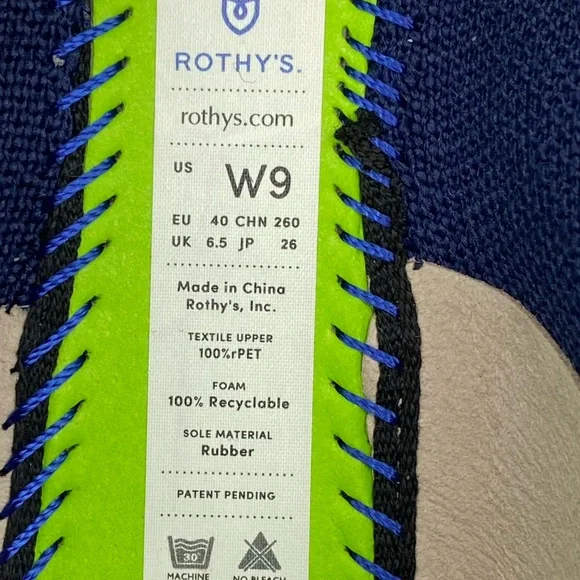 ROTHY'S.
rothys.com
US W9
EU 40 CHN 260
UK 6.5 JP 26
Made in China
Rothy's, Inc.
TEXTILE UPPER
100%rPET
FOAM
100% Recyclable
SOLE MATERIAL
Rubber
PATENT PENDING
30°
MACHINE NO BLEACH